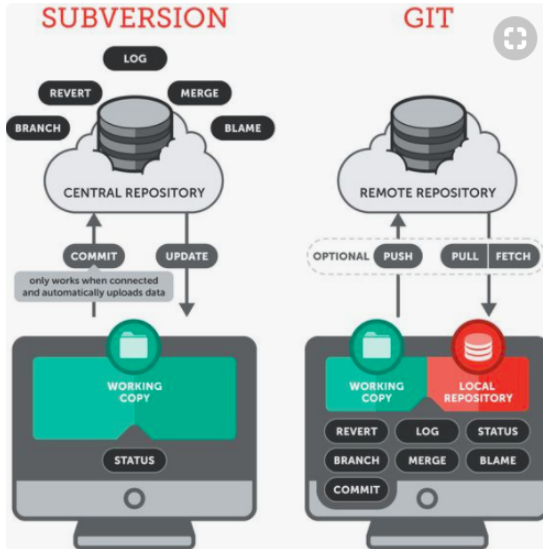 SUBVERSION
LOG
REVERT
MERGE
BRANCH
BLAME
CENTRAL REPOSITORY
COMMIT
UPDATE
only works when connected
and automatically uploads data
WORKING
COPY
STATUS
GIT
REMOTE REPOSITORY
OPTIONAL PUSH PULL FETCH
WORKING
COPY
LOCAL
REPOSITORY
REVERT LOG STATUS
BRANCH MERGE BLAME
COMMIT